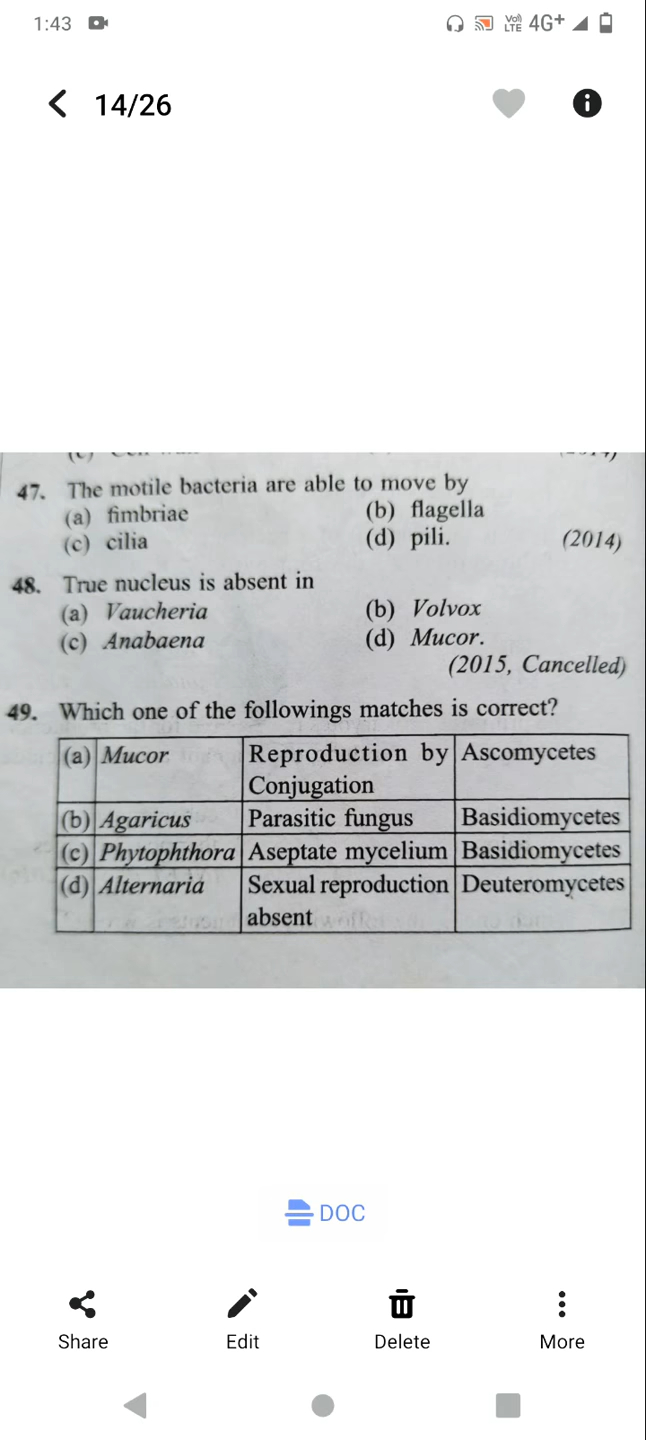 1:43 Vo)) LTE 4G+
14/26
47. The motile bacteria are able to move by
(a) fimbriae (b) flagella
(c) cilia (d) pili. (2014)
48. True nucleus is absent in
(a) Vaucheria (b) Volvox
(c) Anabaena (d) Mucor.
(2015, Cancelled)
49. Which one of the followings matches is correct?
(a) Mucor Reproduction by Ascomycetes
Conjugation
(b) Agaricus Parasitic fungus Basidiomycetes
(c) Phytophthora Aseptate mycelium Basidiomycetes
(d) Alternaria Sexual reproduction Deuteromycetes
absent
DOC
Share Edit Delete More